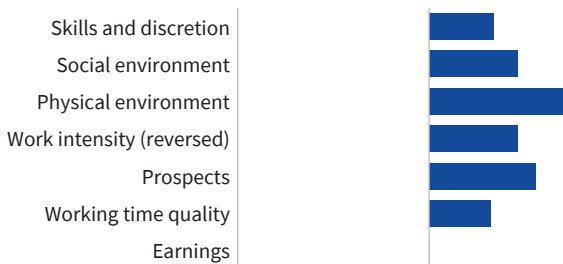 Skills and discretion
Social environment
Physical environment
Work intensity (reversed)
Prospects
Working time quality
Earnings